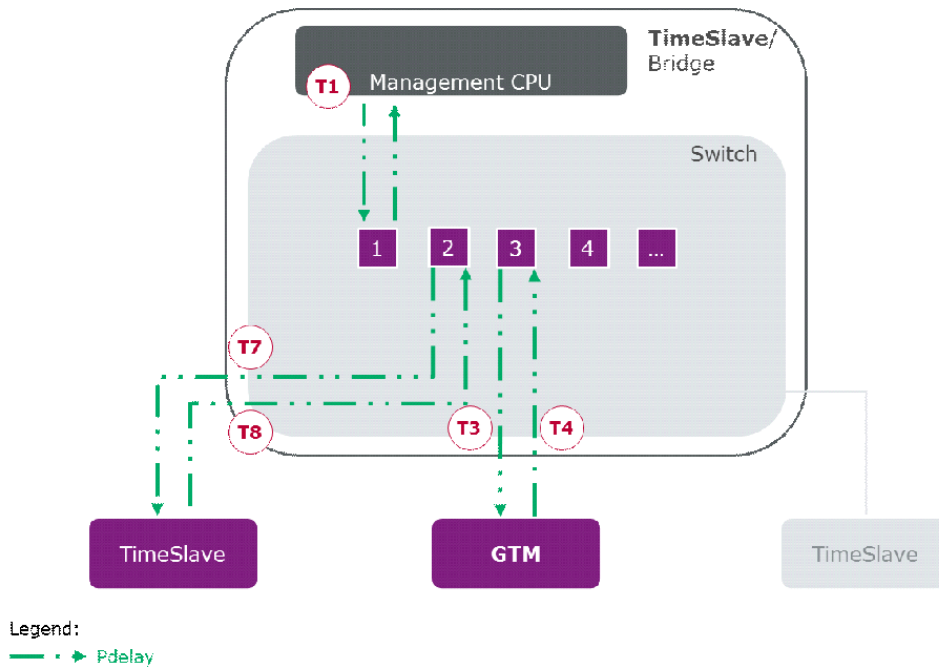 TimeSlave/
Bridge
T1
Management CPU
Switch
1 2 3 4 ...
T7
T8
T3
T4
TimeSlave
GTM
TimeSlave
Legend:
Pdelay